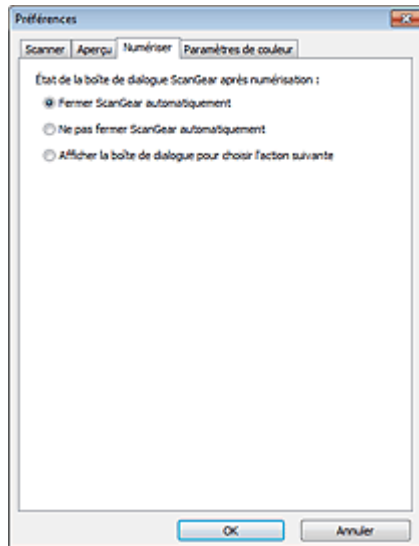 Préférences
Scanner Aperçu Numériser Paramètres de couleur
État de la boîte de dialogue ScanGear après numérisation :
Fermer ScanGear automatiquement
Ne pas fermer ScanGear automatiquement
Afficher la boîte de dialogue pour choisir l'action suivante
OK Annuler